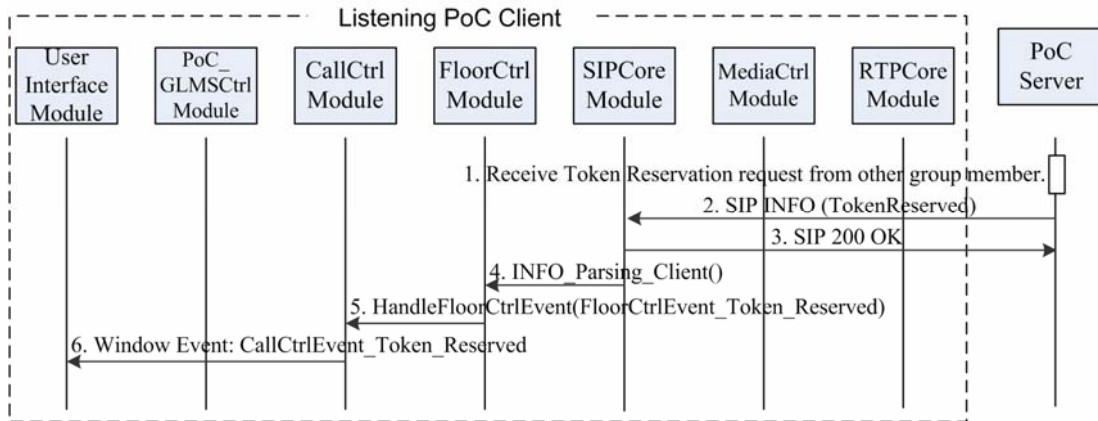 Listening PoC Client
User
Interface
Module
PoC_
GLMSCtrl
Module
CallCtrl
Module
FloorCtrl
Module
SIPCore
Module
MediaCtrl
Module
RTPCore
Module
PoC
Server
1. Receive Token Reservation request from other group member.
2. SIP INFO (TokenReserved)
3. SIP 200 OK
4. INFO_Parsing_Client()
5. HandleFloorCtrlEvent(FloorCtrlEvent_Token_Reserved)
6. Window Event: CallCtrlEvent_Token_Reserved